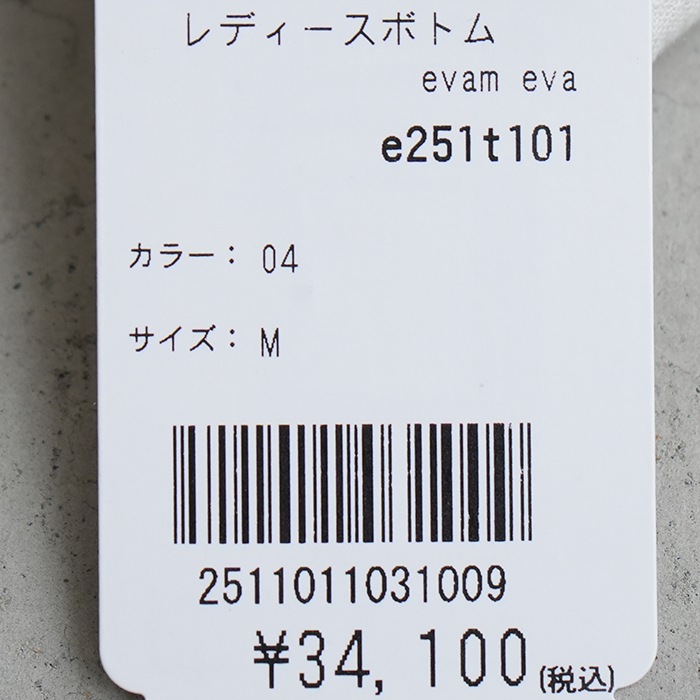 レディースボトム
evam eva
e251t101
カラー: 04
サイズ: M
2511011031009
¥34,100(税込)